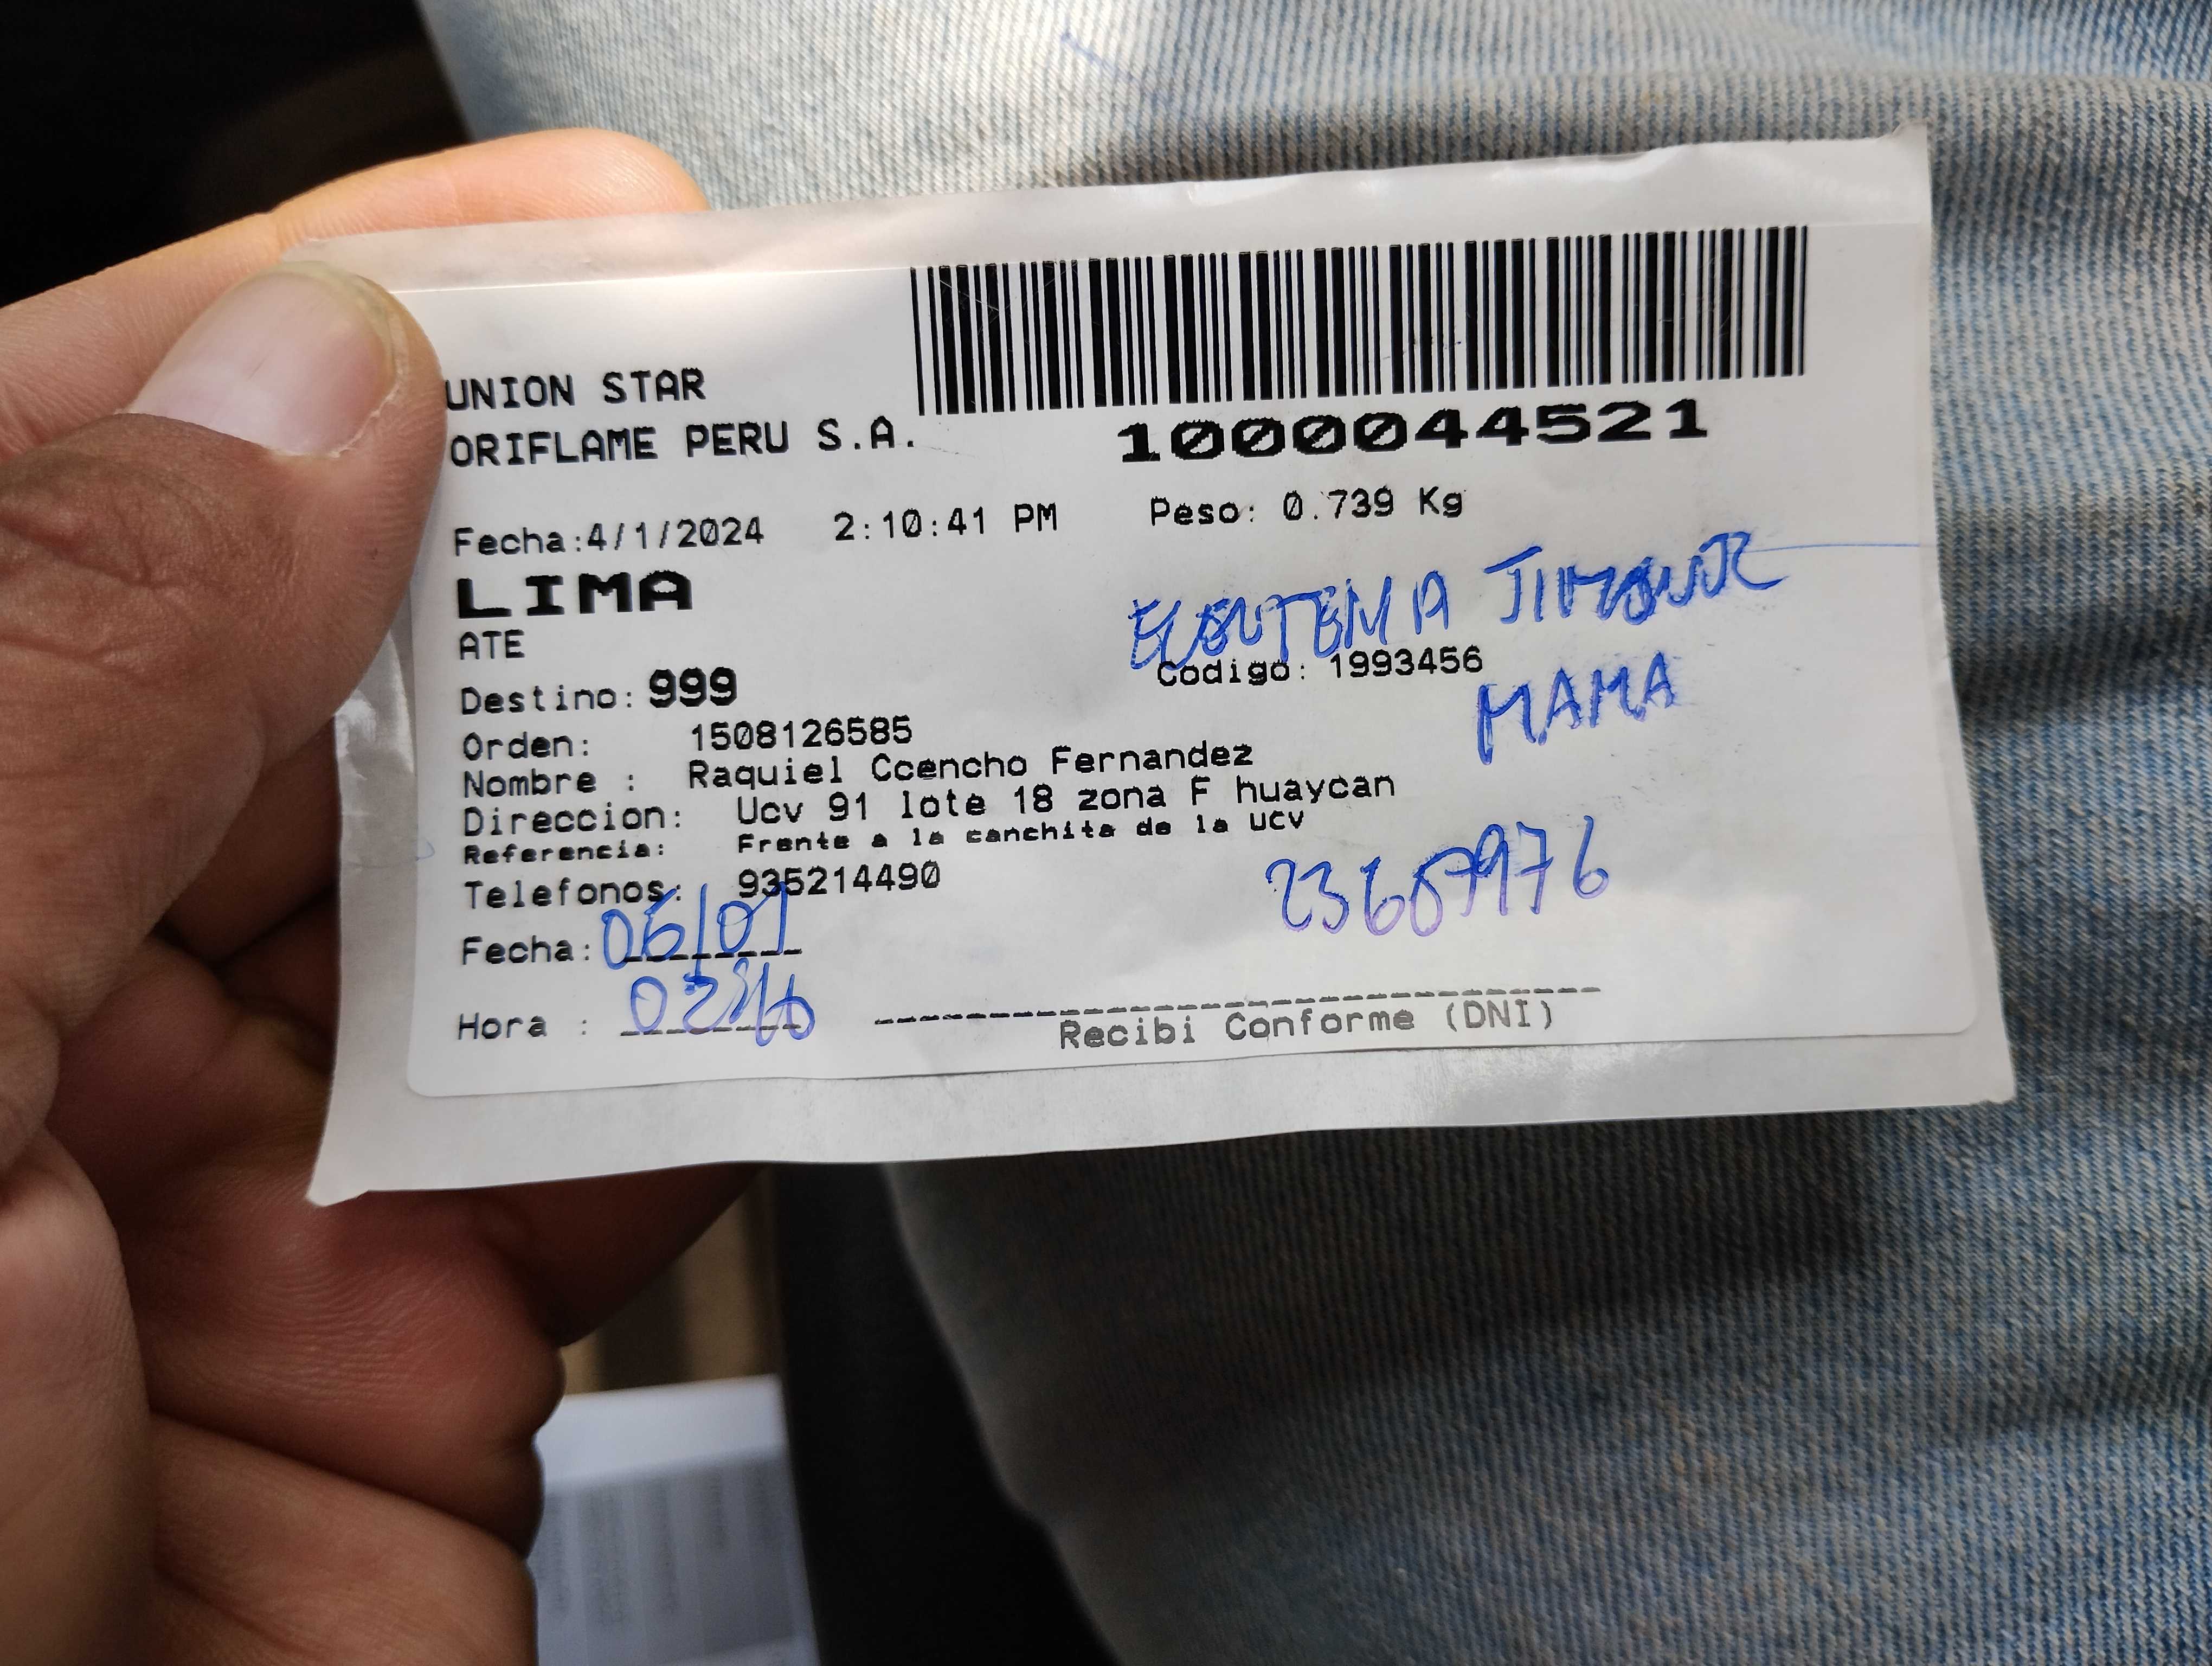 UNION STAR
ORIFLAME PERU S.A.
1000044521
Fecha:4/1/2024 2:10:41 PM Peso: 0.739 Kg
LIMA
ATE
Codigo: 1993456
MAMA
Destino: 999
Orden: 1508126585
Nombre : Raquiel Ccencho Fernandez
Direccion: Ucv 91 lote 18 zona F huaycan
Referencia: Frente a la canchita de la UCV
Telefonos: 935214490
Fecha: 05/01
Hora :
Recibi Conforme (DNI)